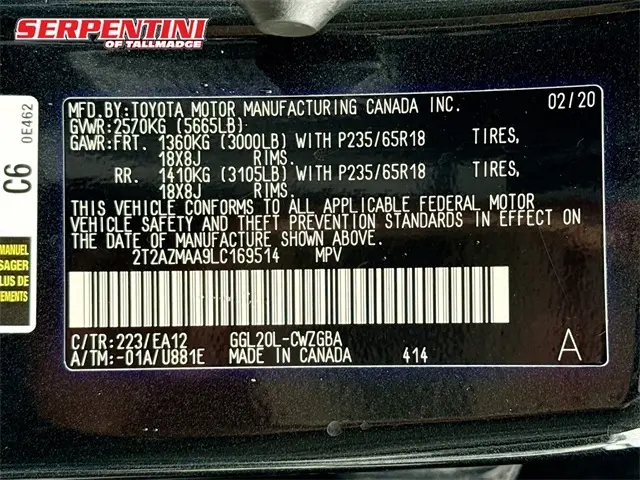 SERPENTINI
OF TALLMADGE
C6
0E462
MANUEL
MFD.BY:TOYOTA MOTOR MANUFACTURING CANADA INC. 02/20
GVWR:2570KG (5665LB)
GAWR:FRT. 1360KG (3000LB) WITH P235/65R18 TIRES,
18X8J RIMS.
RR. 1410KG (3105LB) WITH P235/65R18 TIRES,
18X8J RIMS.
THIS VEHICLE CONFORMS TO ALL APPLICABLE FEDERAL MOTOR
VEHICLE SAFETY AND THEFT PREVENTION STANDARDS IN EFFECT ON
THE DATE OF MANUFACTURE SHOWN ABOVE.
2T2AZMAA9LC169514 MPV
C/TR:223/EA12 GGL20L-CWZGBA
A/TM:-01A/U881E MADE IN CANADA 414 A
PLUS DE